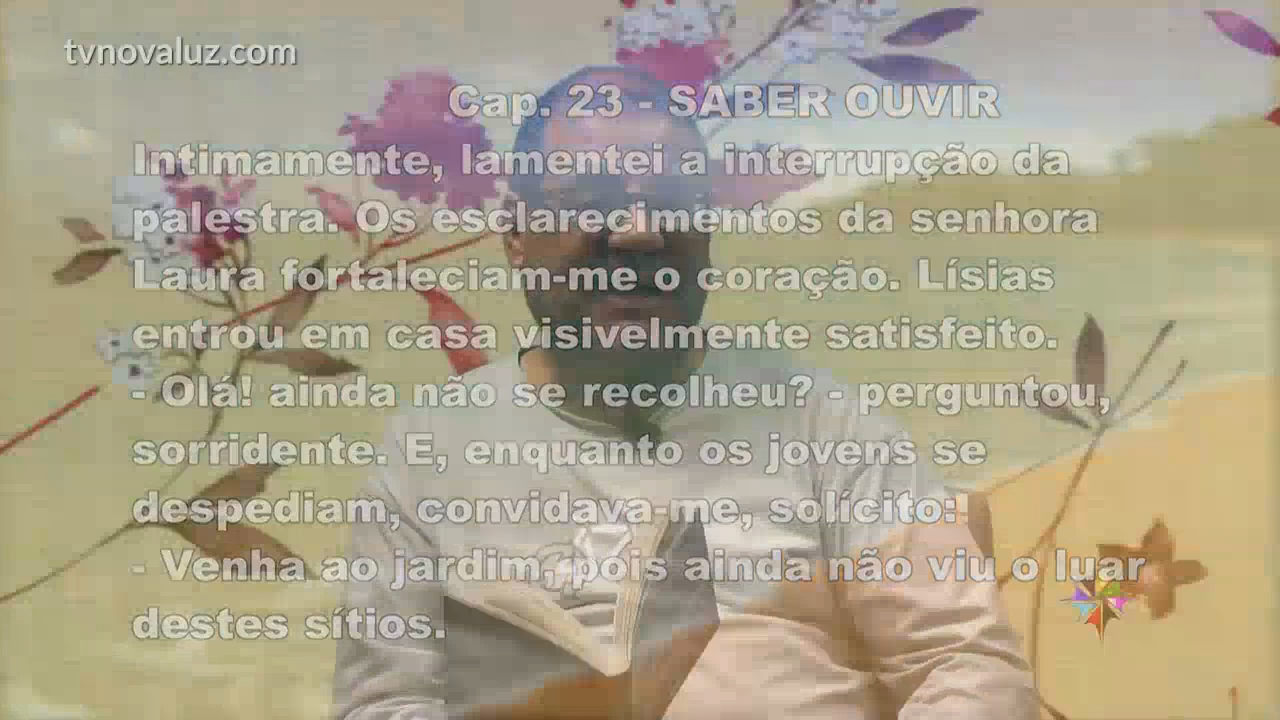 tvnovaluz.com
Cap. 23 - SABER OUVIR
Intimamente, lamentei a interrupção da
palestra. Os esclarecimentos da senhora
Laura fortaleciam-me o coração. Lísias
entrou em casa visivelmente satisfeito.
- Olá! ainda não se recolheu? - perguntou,
sorridente. E, enquanto os jovens se
despediam, convidava-me, solícito:!
- Venha ao jardim, pois ainda não viu o luar
destes sítios.